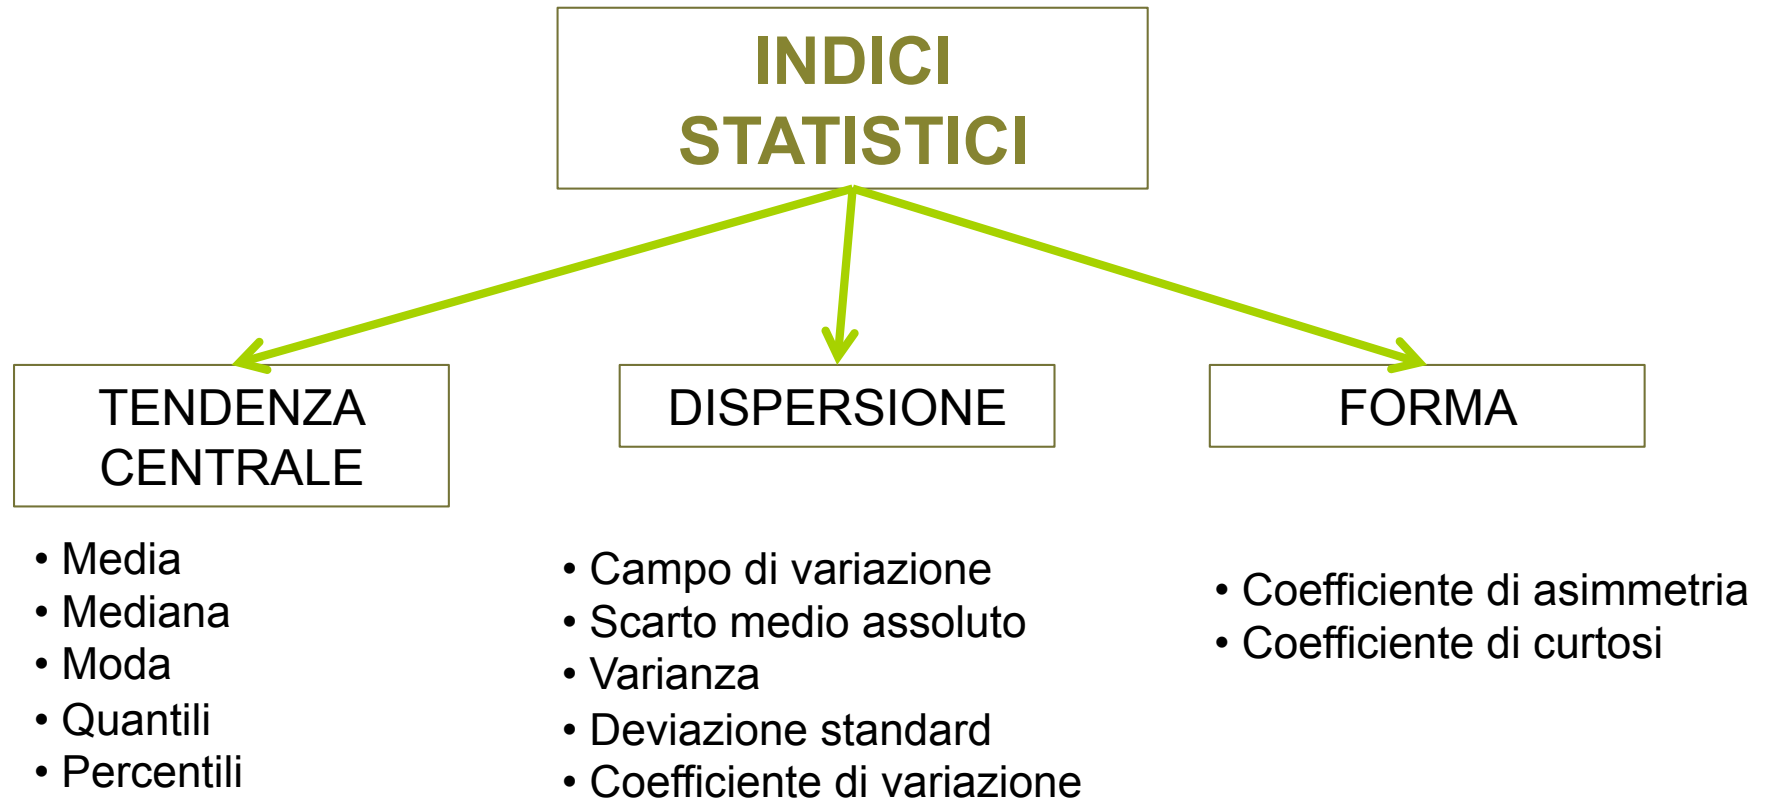 INDICI
STATISTICI
TENDENZA
CENTRALE
• Media
• Mediana
• Moda
• Quantili
• Percentili
DISPERSIONE
• Campo di variazione
• Scarto medio assoluto
• Varianza
• Deviazione standard
• Coefficiente di variazione
FORMA
• Coefficiente di asimmetria
• Coefficiente di curtosi